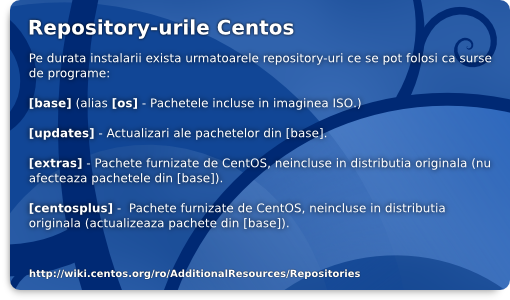 Repository-urile Centos
Pe durata instalarii exista urmatoarele repository-uri ce se pot folosi ca surse
de programe:
[base] (alias [os] - Pachetele incluse in imaginea ISO.)
[updates] - Actualizari ale pachetelor din [base].
[extras] - Pachete furnizate de CentOS, neincluse in distributia originala (nu
afecteaza pachetele din [base]).
[centosplus] -  Pachete furnizate de CentOS, neincluse in distributia
originala (actualizeaza pachete din [base]).
http://wiki.centos.org/ro/AdditionalResources/Repositories